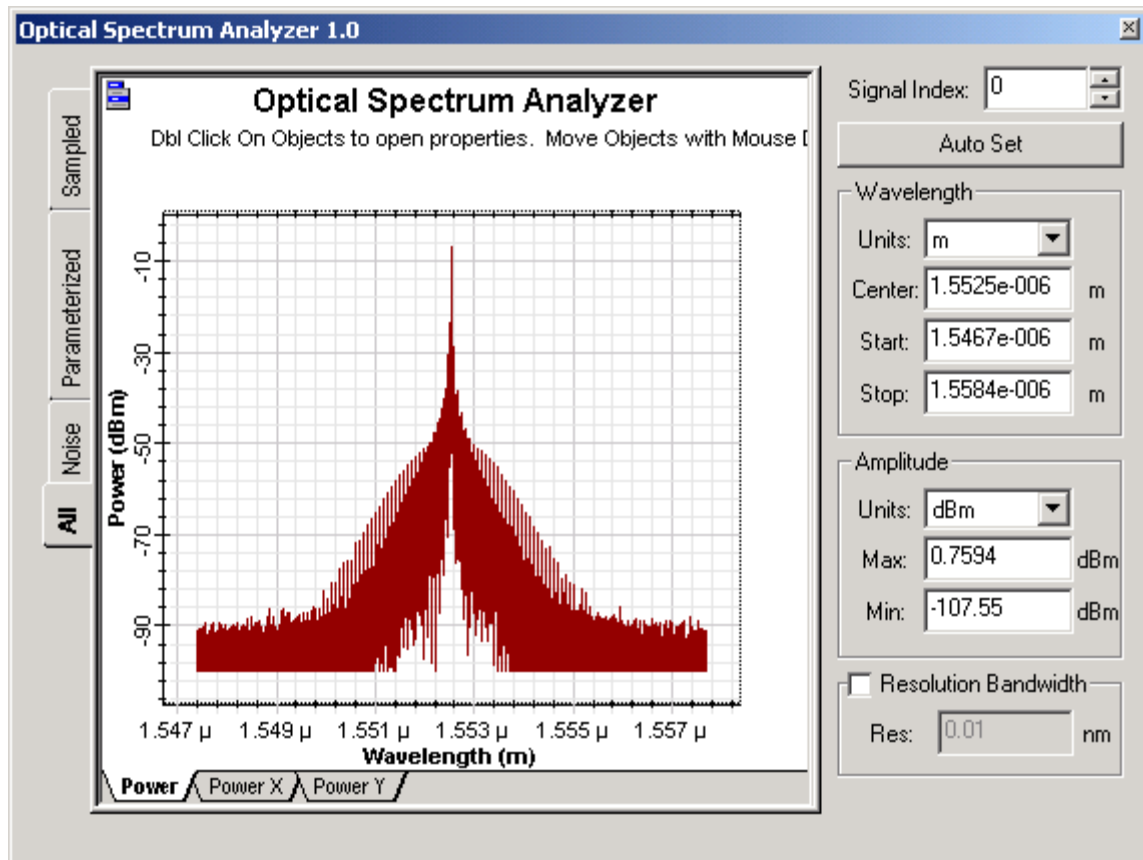 Optical Spectrum Analyzer 1.0
Sampled
Parameterized
Noise
All
Optical Spectrum Analyzer
Dbl Click On Objects to open properties. Move Objects with Mouse
Power (dBm)
-10
-30
-50
-70
-90
1.547 µ 1.549 µ 1.551 µ 1.553 µ 1.555 µ 1.557 µ
Wavelength (m)
Power Power X Power Y
Signal Index: 0
Auto Set
Wavelength
Units: m
Center: 1.5525e-006 m
Start: 1.5467e-006 m
Stop: 1.5584e-006 m
Amplitude
Units: dBm
Max: 0.7594 dBm
Min: -107.55 dBm
Resolution Bandwidth
Res: 0.01 nm